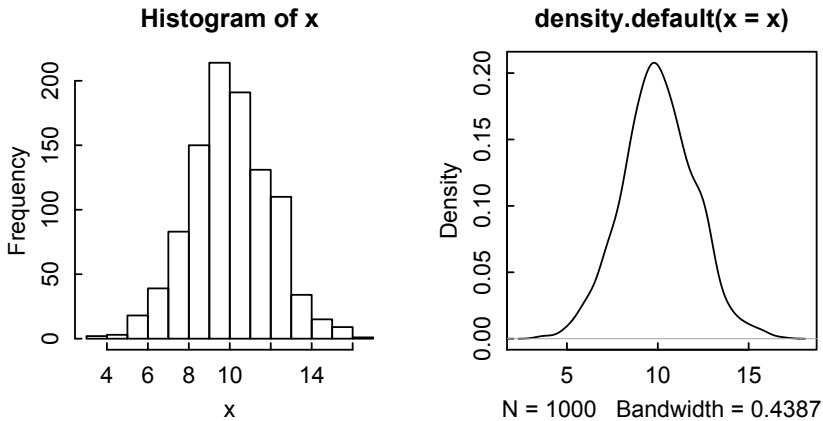 Histogram of x
Frequency
0 50 100 150 200
4 6 8 10 14
x
density.default(x = x)
Density
0.00 0.05 0.10 0.15 0.20
5 10 15
N = 1000 Bandwidth = 0.4387